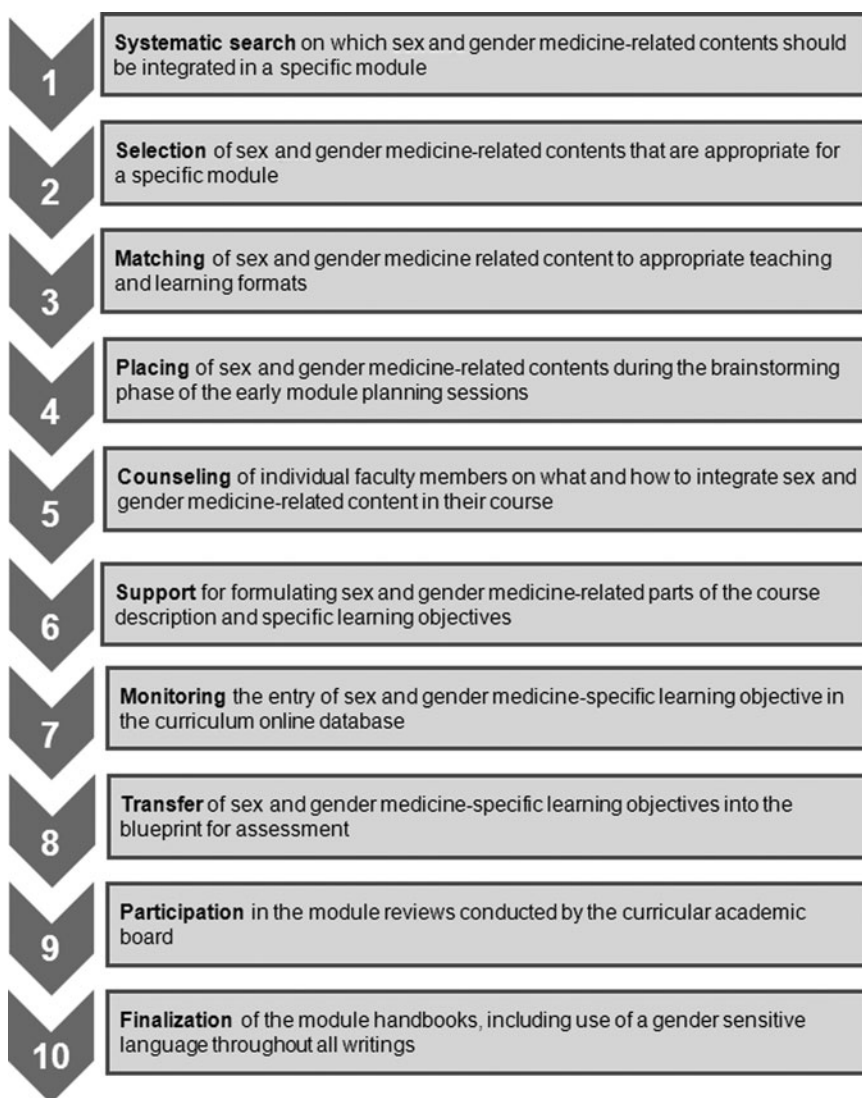 1
Systematic search on which sex and gender medicine-related contents should
be integrated in a specific module
2
Selection of sex and gender medicine-related contents that are appropriate for
a specific module
3
Matching of sex and gender medicine related content to appropriate teaching
and learning formats
4
Placing of sex and gender medicine-related contents during the brainstorming
phase of the early module planning sessions
5
Counseling of individual faculty members on what and how to integrate sex and
gender medicine-related content in their course
6
Support for formulating sex and gender medicine-related parts of the course
description and specific learning objectives
7
Monitoring the entry of sex and gender medicine-specific learning objective in
the curriculum online database
8
Transfer of sex and gender medicine-specific learning objectives into the
blueprint for assessment
9
Participation in the module reviews conducted by the curricular academic
board
10
Finalization of the module handbooks, including use of a gender sensitive
language throughout all writings